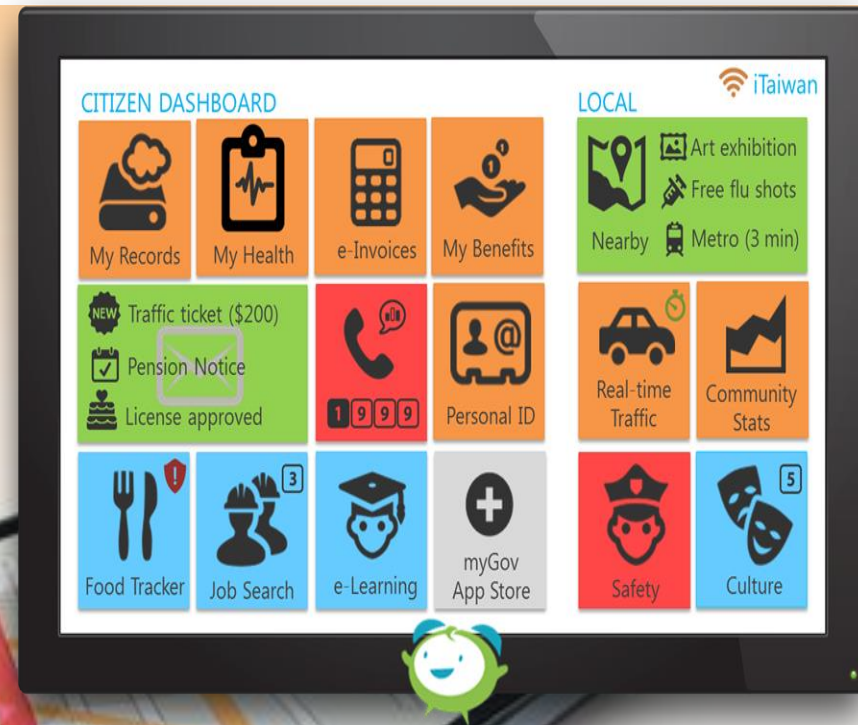 iTaiwan
CITIZEN DASHBOARD
My Records
My Health
e-Invoices
My Benefits
NEW Traffic ticket ($200)
Pension Notice
License approved
1999
Personal ID
@
Food Tracker
!
Job Search
3
e-Learning
myGov
App Store
LOCAL
Nearby
Art exhibition
Free flu shots
Metro (3 min)
Real-time
Traffic
Community
Stats
Safety
Culture
5